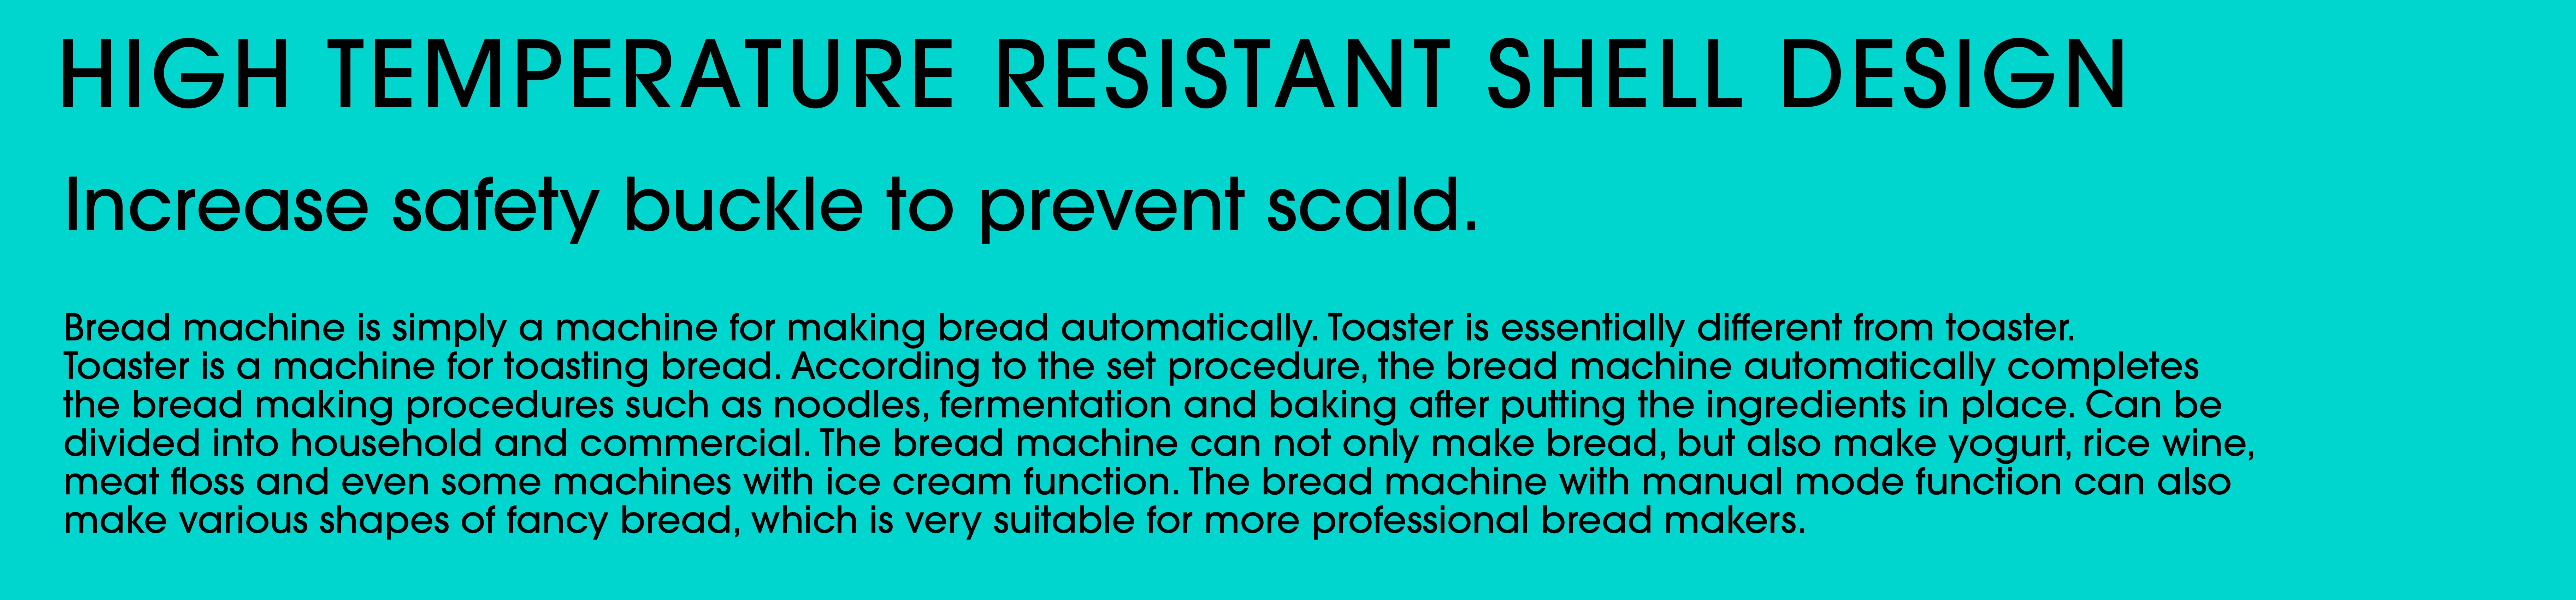 HIGH TEMPERATURE RESISTANT SHELL DESIGN
Increase safety buckle to prevent scald.
Bread machine is simply a machine for making bread automatically. Toaster is essentially different from toaster.
Toaster is a machine for toasting bread. According to the set procedure, the bread machine automatically completes
the bread making procedures such as noodles, fermentation and baking after putting the ingredients in place. Can be
divided into household and commercial. The bread machine can not only make bread, but also make yogurt, rice wine,
meat floss and even some machines with ice cream function. The bread machine with manual mode function can also
make various shapes of fancy bread, which is very suitable for more professional bread makers.